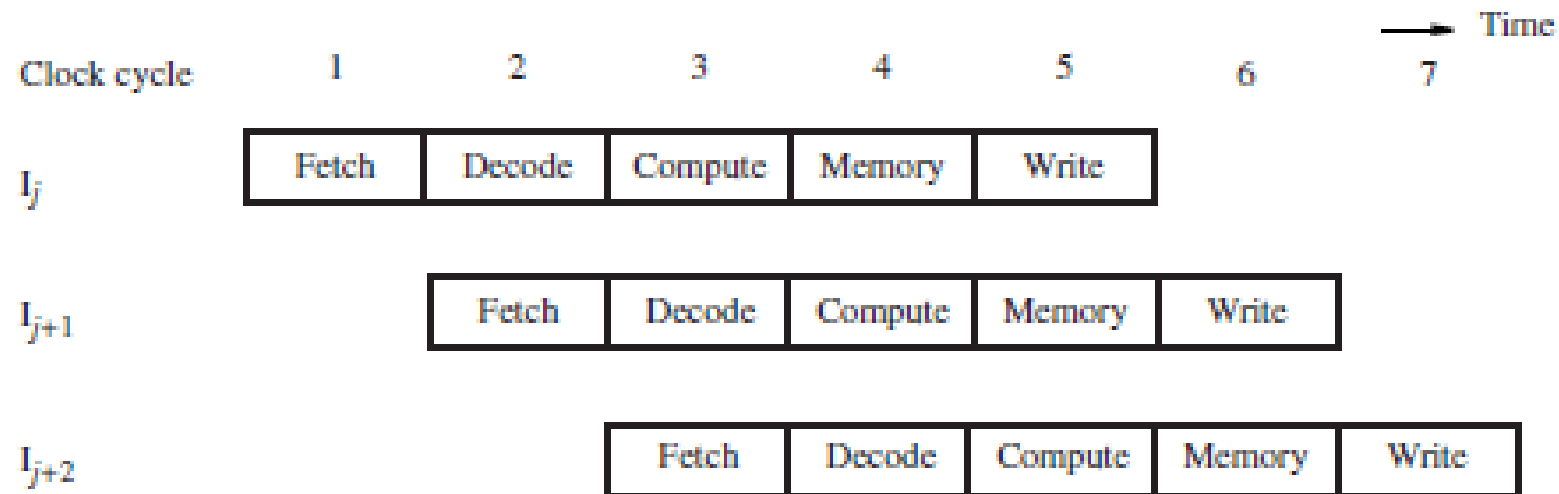 Time
Clock cycle 1 2 3 4 5 6 7
Ij Fetch Decode Compute Memory Write
Ij+1 Fetch Decode Compute Memory Write
Ij+2 Fetch Decode Compute Memory Write